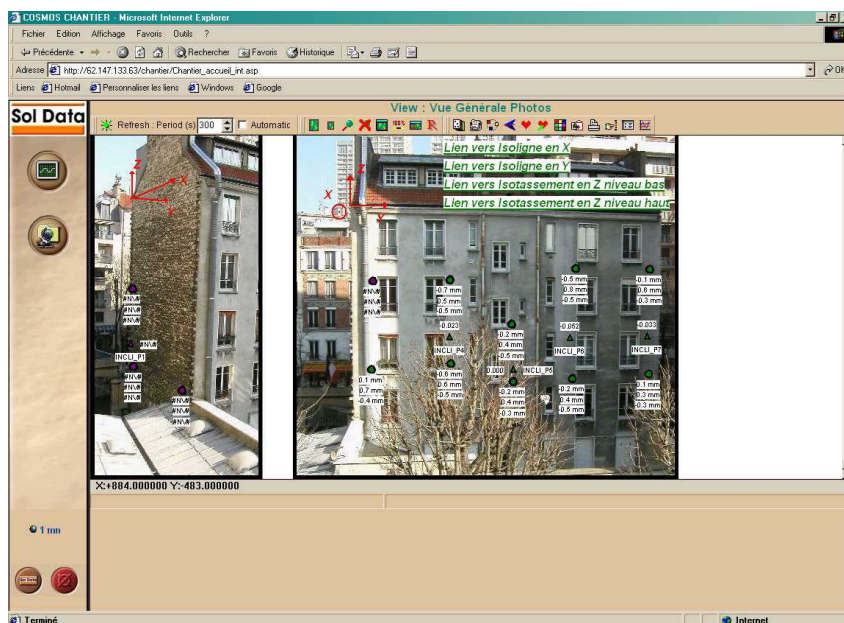 COSMOS CHANTIER - Microsoft Internet Explorer
Fichier Edition Affichage Favoris Outils ?
Précédente Rechercher Favoris Historique
Adresse http://62.147.133.63/chantier/Chantier_accueil_int.asp OK
Liens Hotmail Personnaliser les liens Windows Google
Sol Data
View : Vue Générale Photos
Refresh : Period (s) 300 Automatic
Lien vers Isoligne en X
Lien vers Isoligne en Y
Lien vers Isotassement en Z niveau bas
Lien vers Isotassement en Z niveau haut
Z
X
Y
Z
X
Y
#N\#
#N\#
#N\#
#N\#
INCLI_P1
#N\#
#N\#
#N\#
#N\#
#N\#
#N\#
#N\#
#N\#
#N\#
0.1 mm
0.7 mm
-0.4 mm
-0.7 mm
0.5 mm
-0.5 mm
-0.023
INCLI_P4
-0.6 mm
0.6 mm
-0.5 mm
-0.2 mm
0.4 mm
-0.5 mm
0.000
INCLI_P5
-0.2 mm
0.4 mm
-0.3 mm
-0.5 mm
0.8 mm
-0.5 mm
-0.052
INCLI_P6
-0.2 mm
0.4 mm
-0.5 mm
-0.1 mm
0.6 mm
-0.3 mm
-0.033
INCLI_P7
0.1 mm
0.3 mm
-0.3 mm
X:+884.000000 Y:-483.000000
1 mn
Terminé
Internet